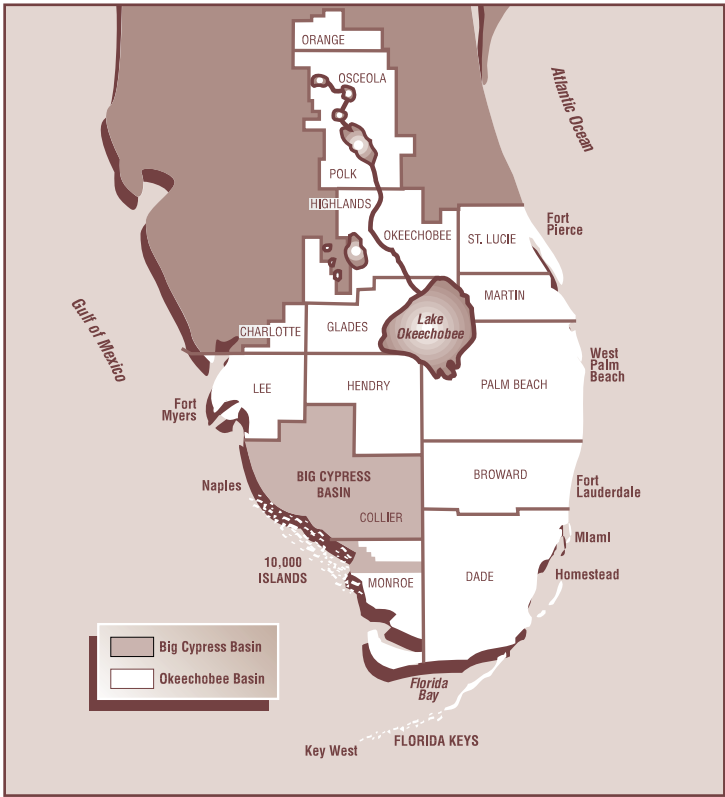 ORANGE
OSCEOLA
Atlantic Ocean
POLK
HIGHLANDS
OKEECHOBEE
ST. LUCIE
Fort
Pierce
MARTIN
Gulf of Mexico
CHARLOTTE
GLADES
Lake
Okeechobee
West
Palm
Beach
LEE
HENDRY
PALM BEACH
Fort
Myers
Naples
BIG CYPRESS
BASIN
COLLIER
BROWARD
Fort
Lauderdale
MIamI
10,000
ISLANDS
MONROE
DADE
Homestead
Big Cypress Basin
Okeechobee Basin
Florida
Bay
Key West
FLORIDA KEYS